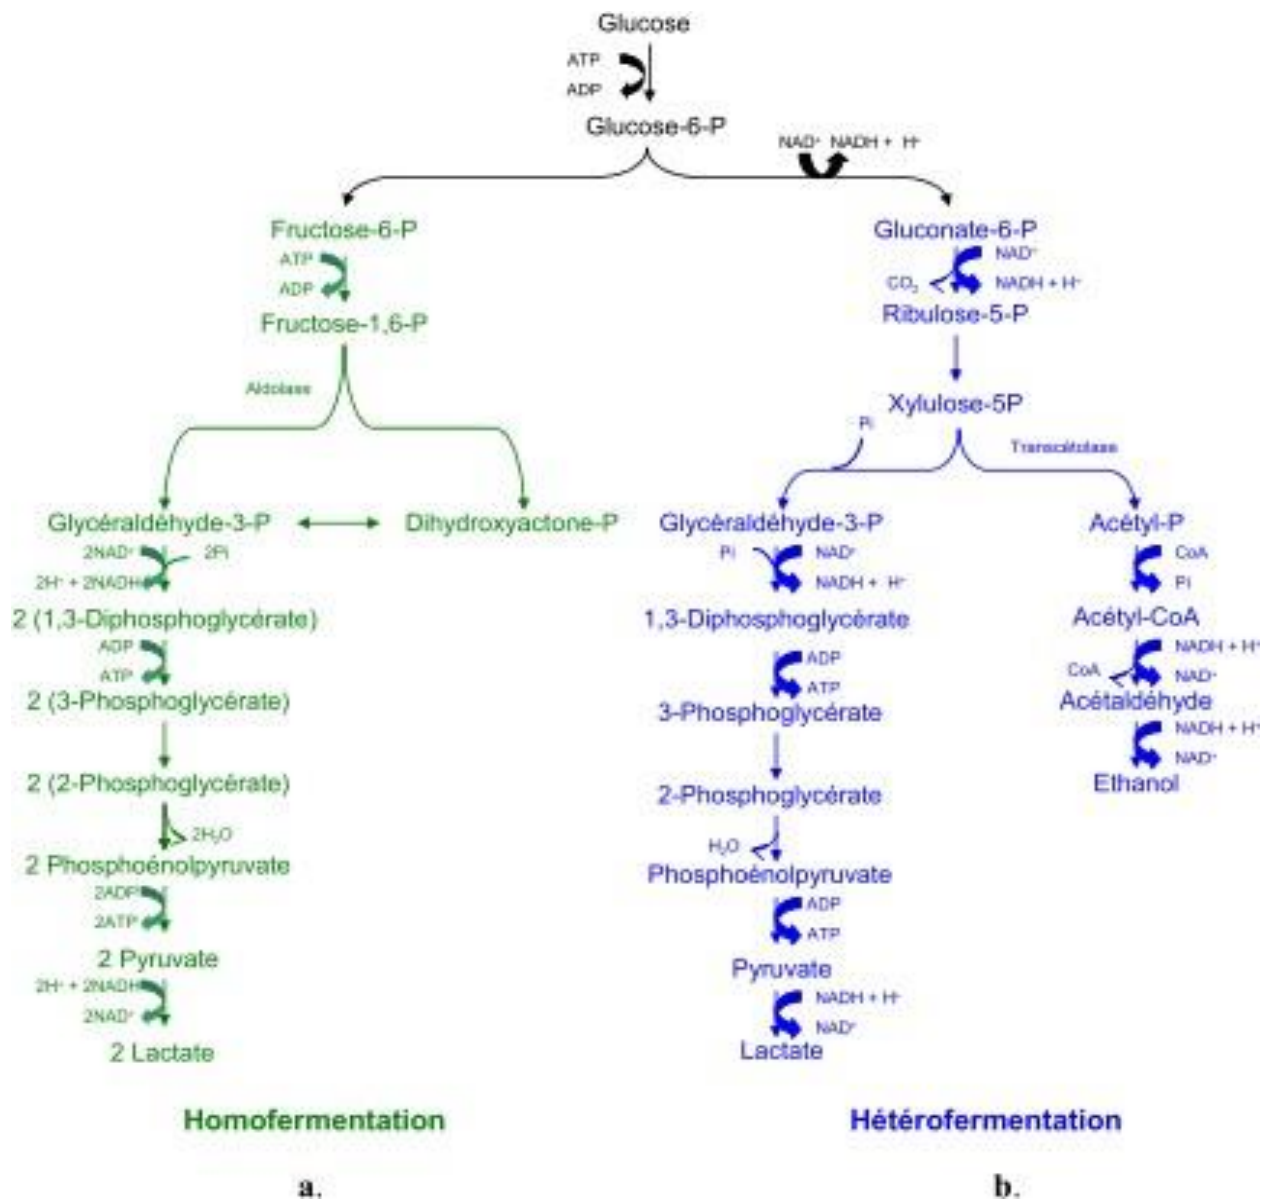 Glucose
ATP
ADP
Glucose-6-P
NAD⁺ NADH + H⁺
Fructose-6-P
ATP
ADP
Fructose-1,6-P
Aldolase
Glycéraldéhyde-3-P
Dihydroxyactone-P
2NAD⁺
2Pi
2H⁺ + 2NADH
2 (1,3-Diphosphoglycérate)
ADP
ATP
2 (3-Phosphoglycérate)
2 (2-Phosphoglycérate)
2H₂O
2 Phosphoénolpyruvate
2ADP
2ATP
2 Pyruvate
2H⁺ + 2NADH
2NAD⁺
2 Lactate
Homofermentation
a.
Gluconate-6-P
NAD⁺
CO₂
NADH + H⁺
Ribulose-5-P
Xylulose-5P
Pi
Transcétolase
Glycéraldéhyde-3-P
Pi
NAD⁺
NADH + H⁺
1,3-Diphosphoglycérate
ADP
ATP
3-Phosphoglycérate
2-Phosphoglycérate
H₂O
Phosphoénolpyruvate
ADP
ATP
Pyruvate
NADH + H⁺
NAD⁺
Lactate
Acétyl-P
CoA
Pi
Acétyl-CoA
NADH + H⁺
CoA
NAD⁺
Acétaldéhyde
NADH + H⁺
NAD⁺
Ethanol
Hétérofermentation
b.